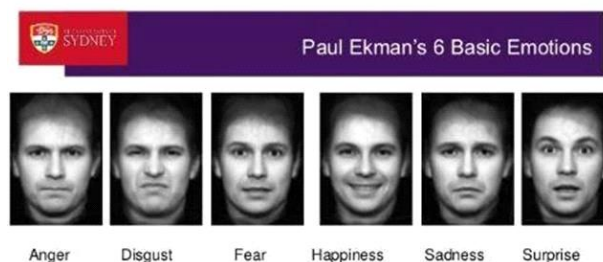 SYDNEY
Paul Ekman's 6 Basic Emotions
Anger Disgust Fear Happiness Sadness Surprise